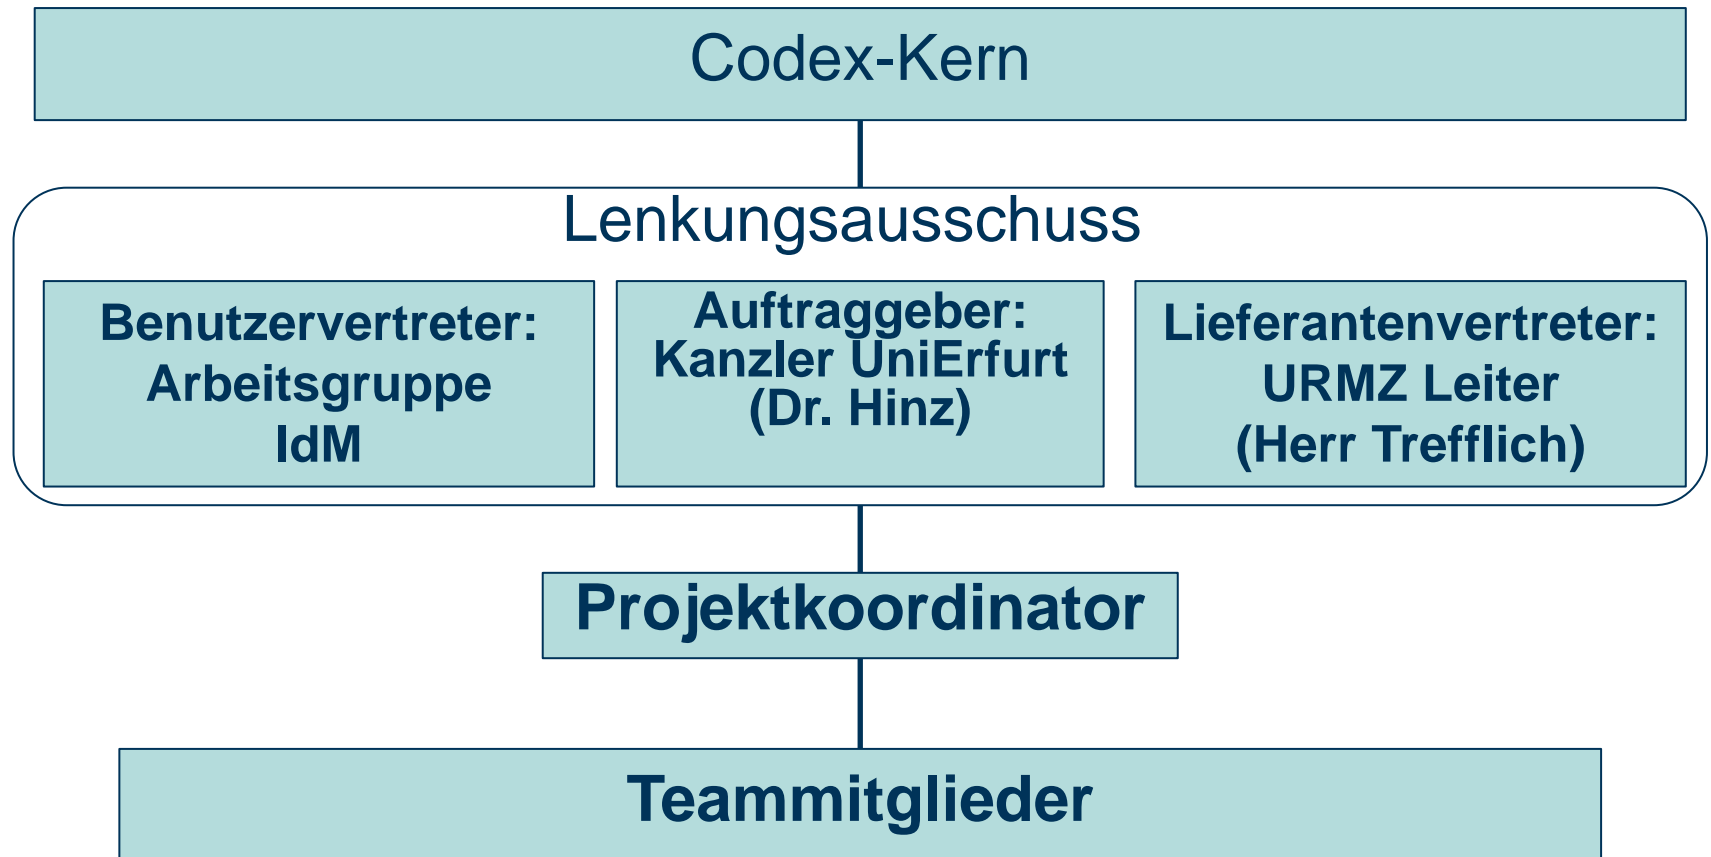 Codex-Kern
Lenkungsausschuss
Benutzervertreter:
Arbeitsgruppe
IdM
Auftraggeber:
Kanzler UniErfurt
(Dr. Hinz)
Lieferantenvertreter:
URMZ Leiter
(Herr Trefflich)
Projektkoordinator
Teammitglieder